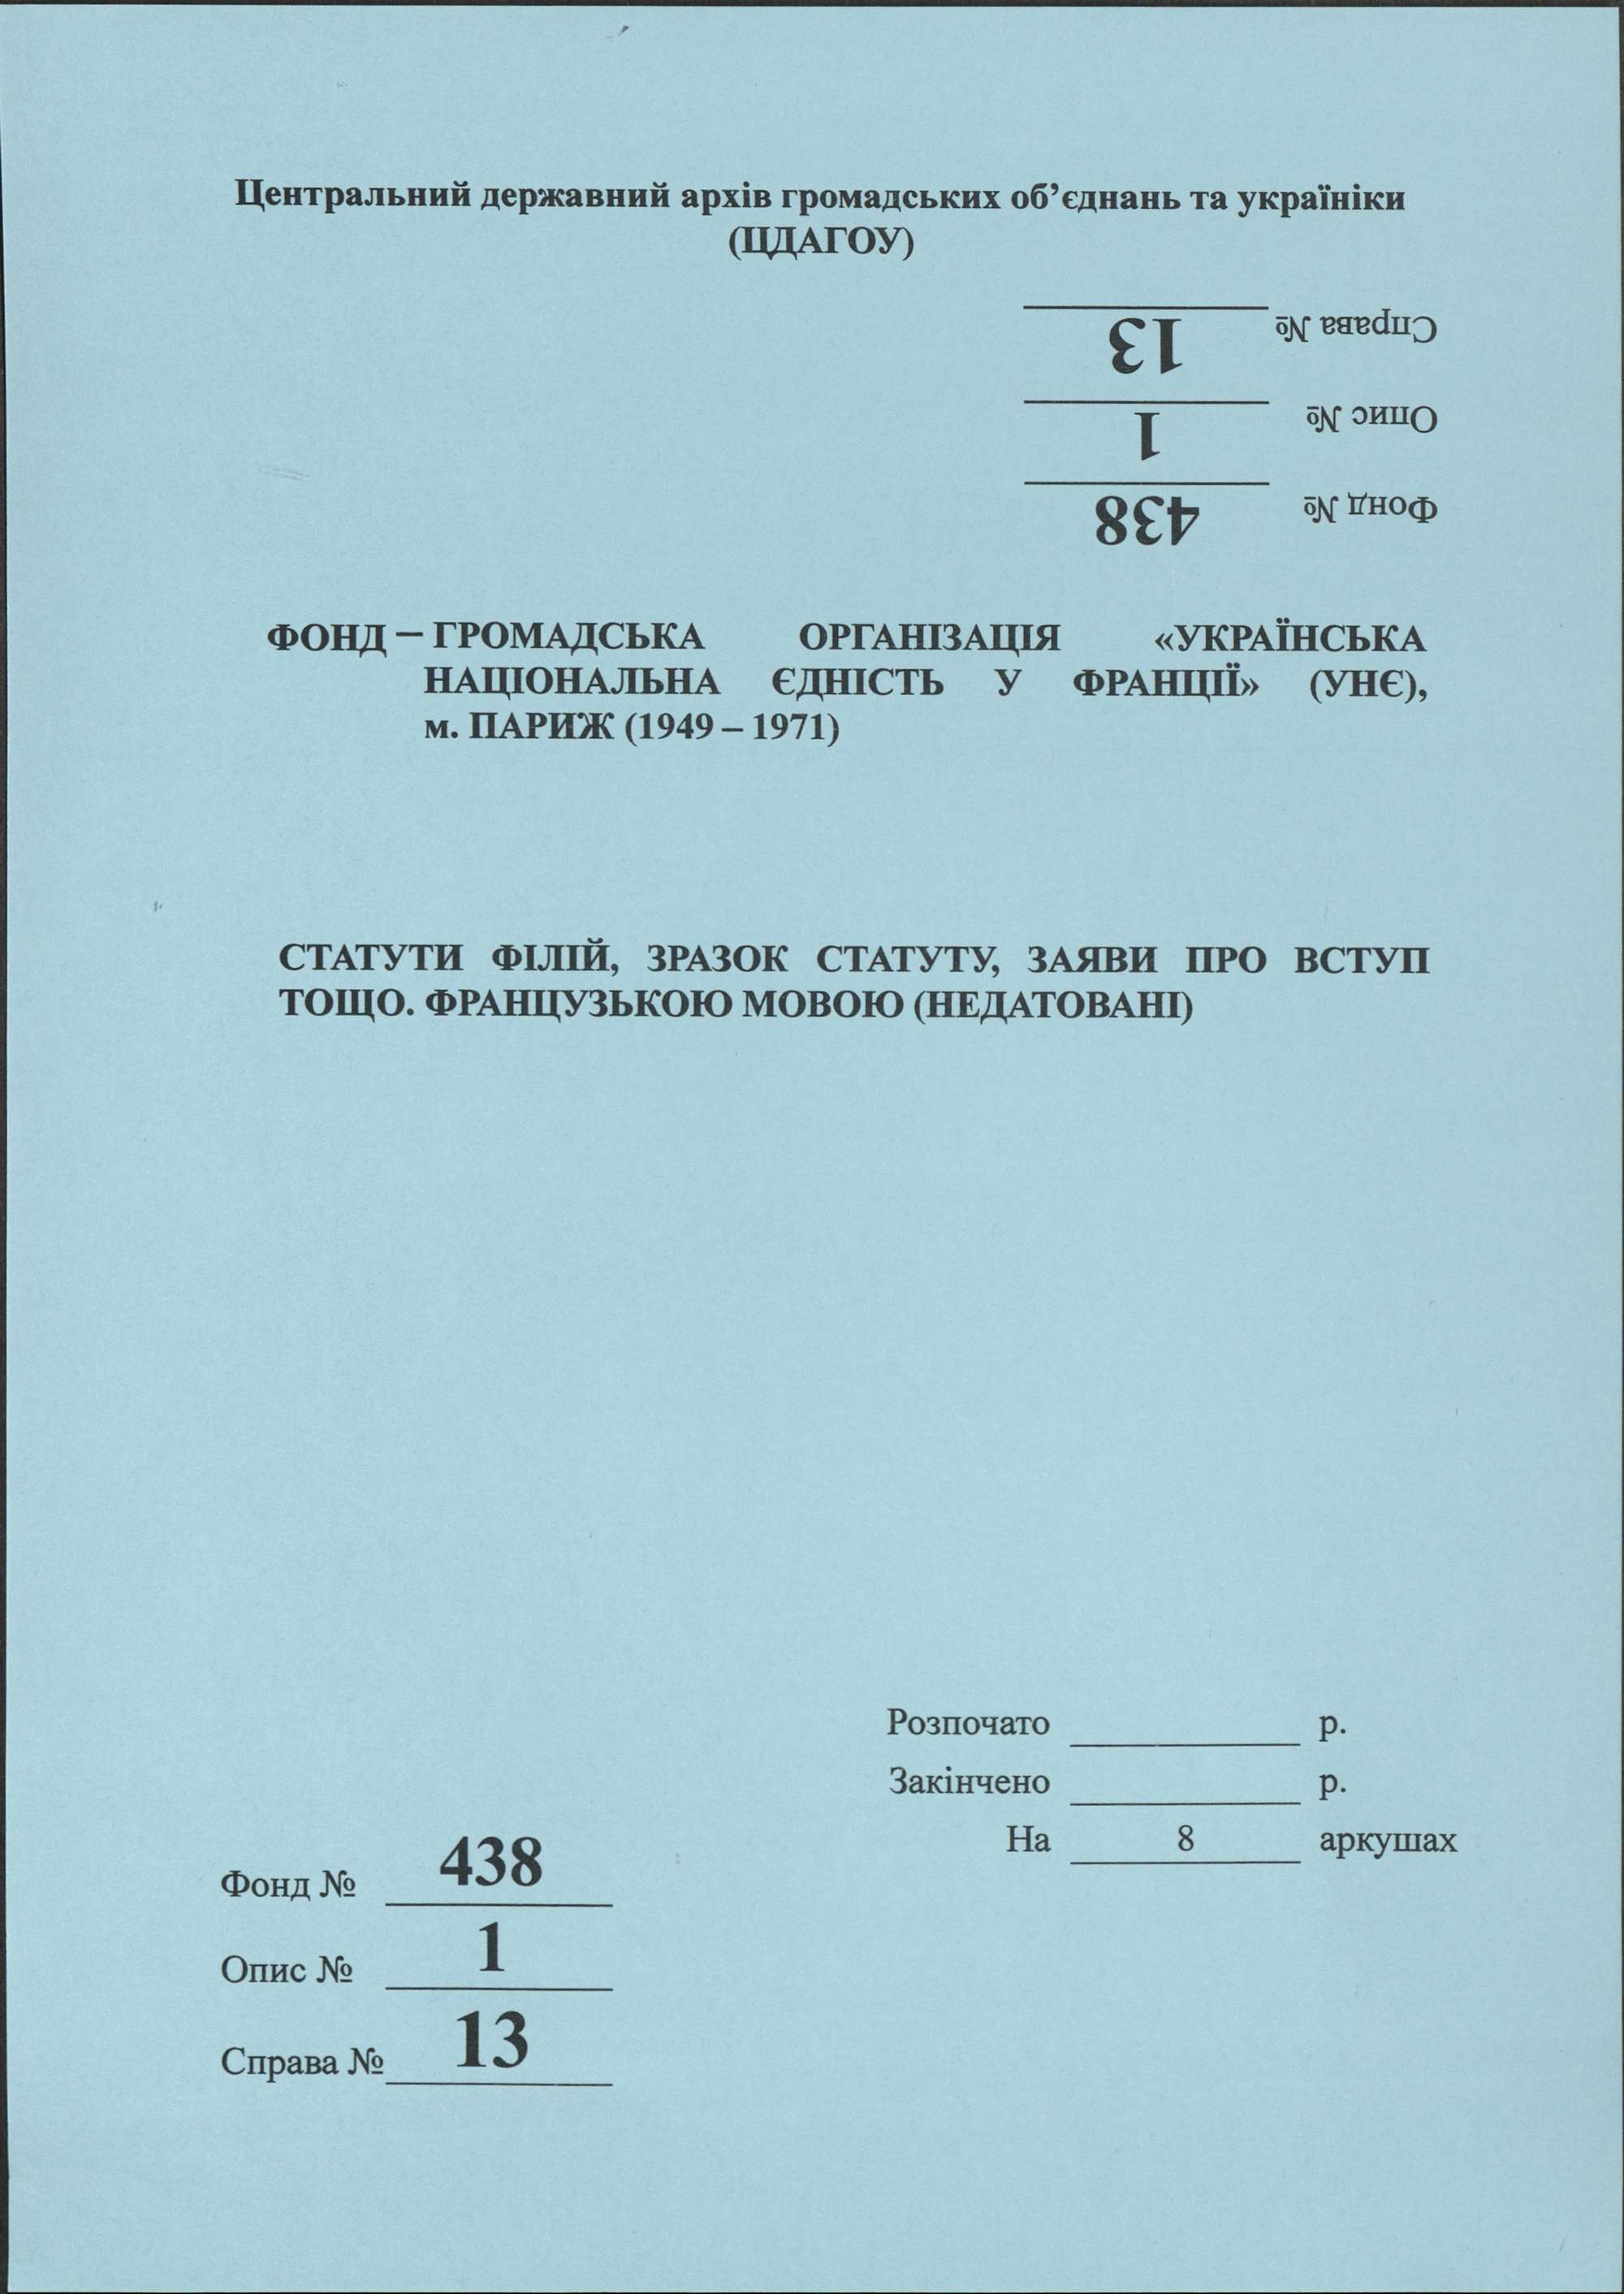 Центральний державний архів громадських об’єднань та україніки
(ЦДАГОУ)
Справа № 13
Опис № 1
Фонд № 438
ФОНД – ГРОМАДСЬКА ОРГАНІЗАЦІЯ «УКРАЇНСЬКА
НАЦІОНАЛЬНА ЄДНІСТЬ У ФРАНЦІЇ» (УНЄ),
м. ПАРИЖ (1949 – 1971)
СТАТУТИ ФІЛІЙ, ЗРАЗОК СТАТУТУ, ЗАЯВИ ПРО ВСТУП
ТОЩО. ФРАНЦУЗЬКОЮ МОВОЮ (НЕДАТОВАНІ)
Розпочато р.
Закінчено р.
На 8 аркушах
Фонд № 438
Опис № 1
Справа № 13